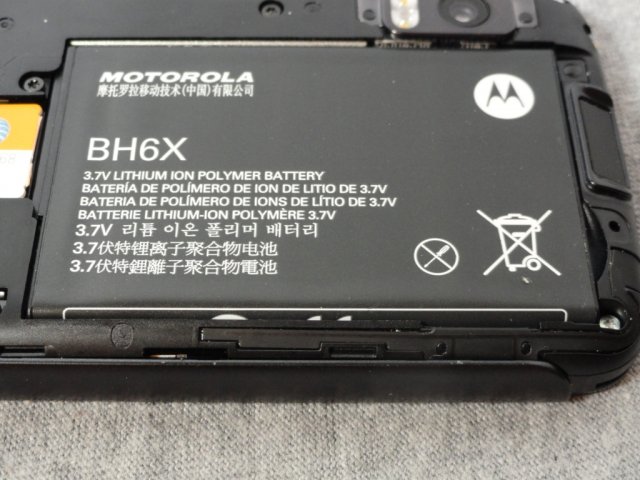 MOTOROLA
摩托罗拉移动技术(中国)有限公司
BH6X
3.7V LITHIUM ION POLYMER BATTERY
BATERÍA DE POLÍMERO DE ION DE LITIO DE 3.7V
BATERIA DE POLÍMERO DE IONS DE LÍTIO DE 3.7V
BATTERIE LITHIUM-ION POLYMÈRE 3.7V
3.7V 리튬 이온 폴리머 배터리
3.7伏特锂离子聚合物电池
3.7伏特鋰離子聚合物電池